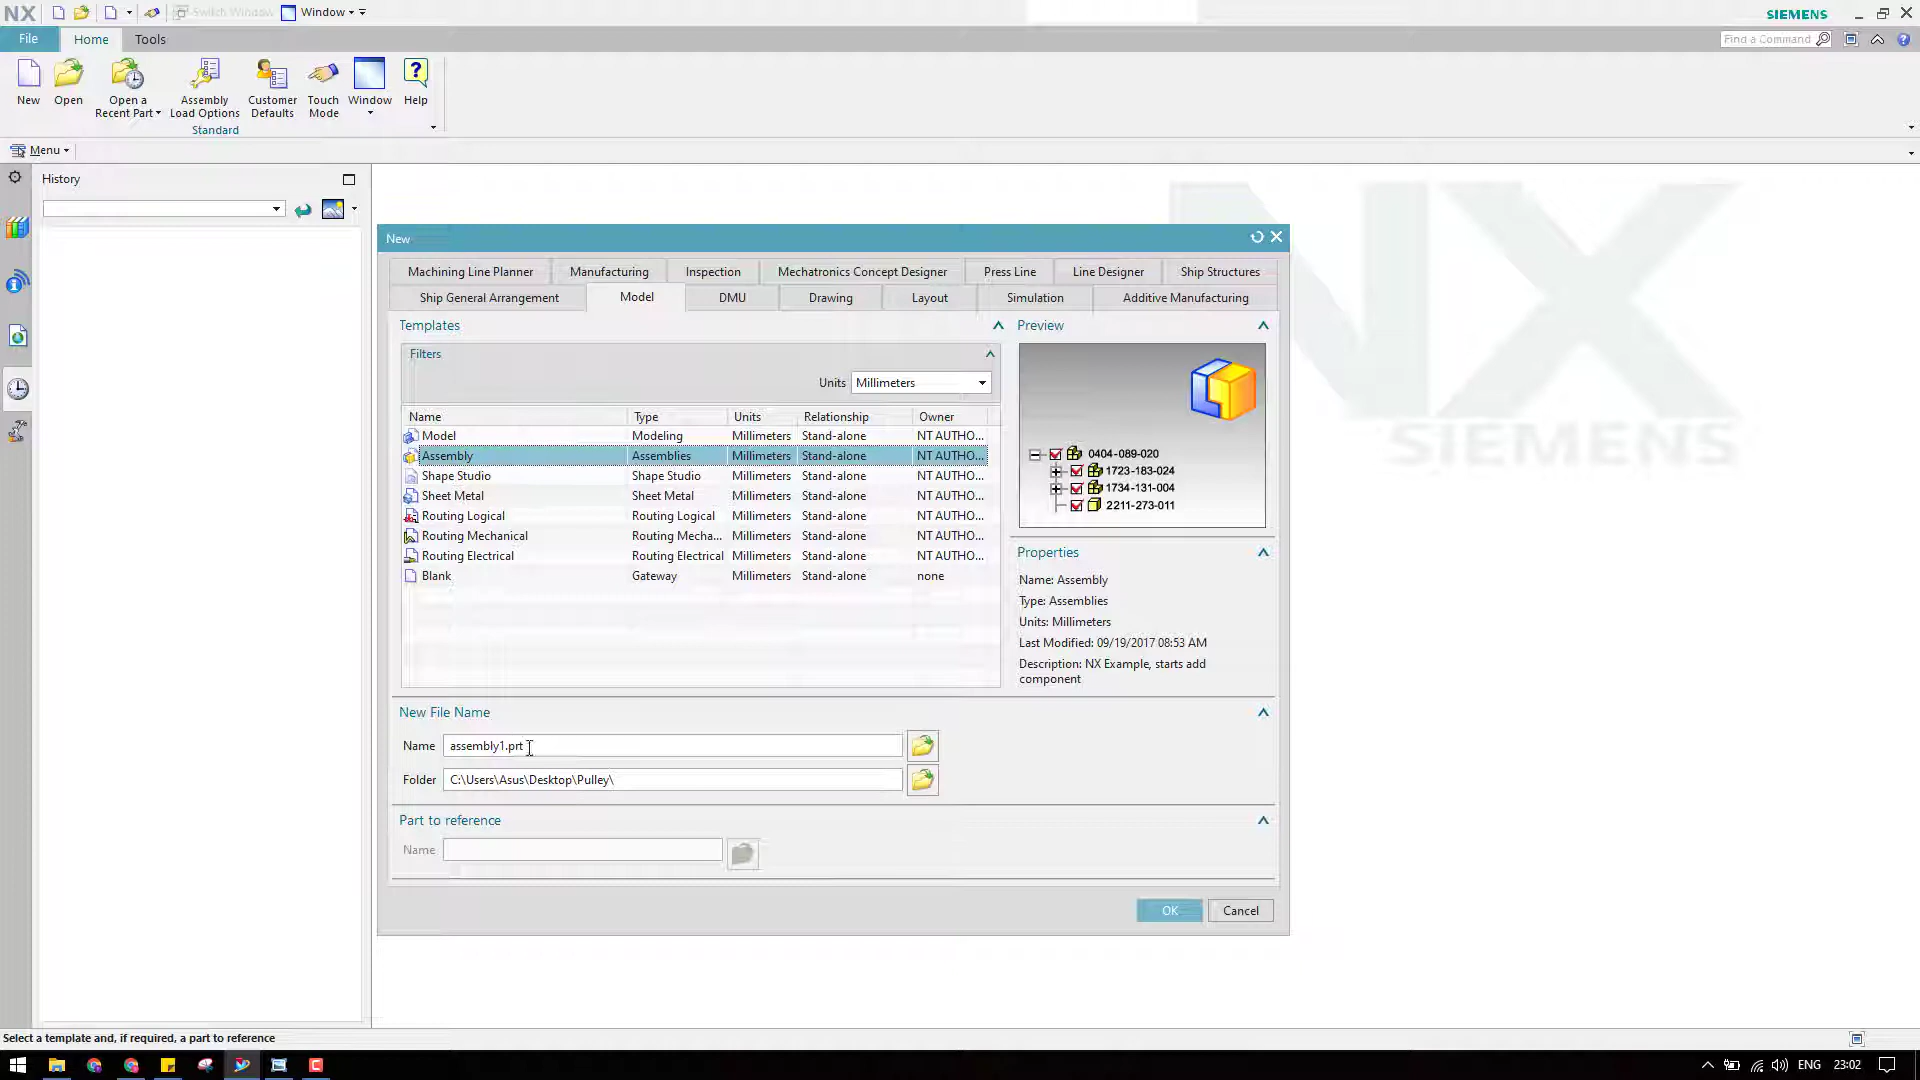 NX Switch Window Window SIEMENS
File Home Tools Find a Command
New Open Open a Recent Part Assembly Load Options Customer Defaults Touch Mode Window Help
Standard
Menu
History
NX
SIEMENS
New
Machining Line Planner Manufacturing Inspection Mechatronics Concept Designer Press Line Line Designer Ship Structures
Ship General Arrangement Model DMU Drawing Layout Simulation Additive Manufacturing
Templates
Filters
Units Millimeters
Name Type Units Relationship Owner
Model Modeling Millimeters Stand-alone NT AUTHO...
Assembly Assemblies Millimeters Stand-alone NT AUTHO...
Shape Studio Shape Studio Millimeters Stand-alone NT AUTHO...
Sheet Metal Sheet Metal Millimeters Stand-alone NT AUTHO...
Routing Logical Routing Logical Millimeters Stand-alone NT AUTHO...
Routing Mechanical Routing Mecha... Millimeters Stand-alone NT AUTHO...
Routing Electrical Routing Electrical Millimeters Stand-alone NT AUTHO...
Blank Gateway Millimeters Stand-alone none
Preview
0404-089-020
1723-183-024
1734-131-004
2211-273-011
Properties
Name: Assembly
Type: Assemblies
Units: Millimeters
Last Modified: 09/19/2017 08:53 AM
Description: NX Example, starts add
component
New File Name
Name assembly1.prt
Folder C:\Users\Asus\Desktop\Pulley\
Part to reference
Name
OK Cancel
Select a template and, if required, a part to reference
ENG 23:02